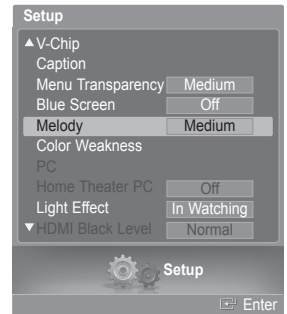 Setup
▲V-Chip
Caption
Menu Transparency Medium
Blue Screen Off
Melody Medium
Color Weakness
PC
Home Theater PC Off
Light Effect In Watching
▼HDMI Black Level Normal
Setup
Enter